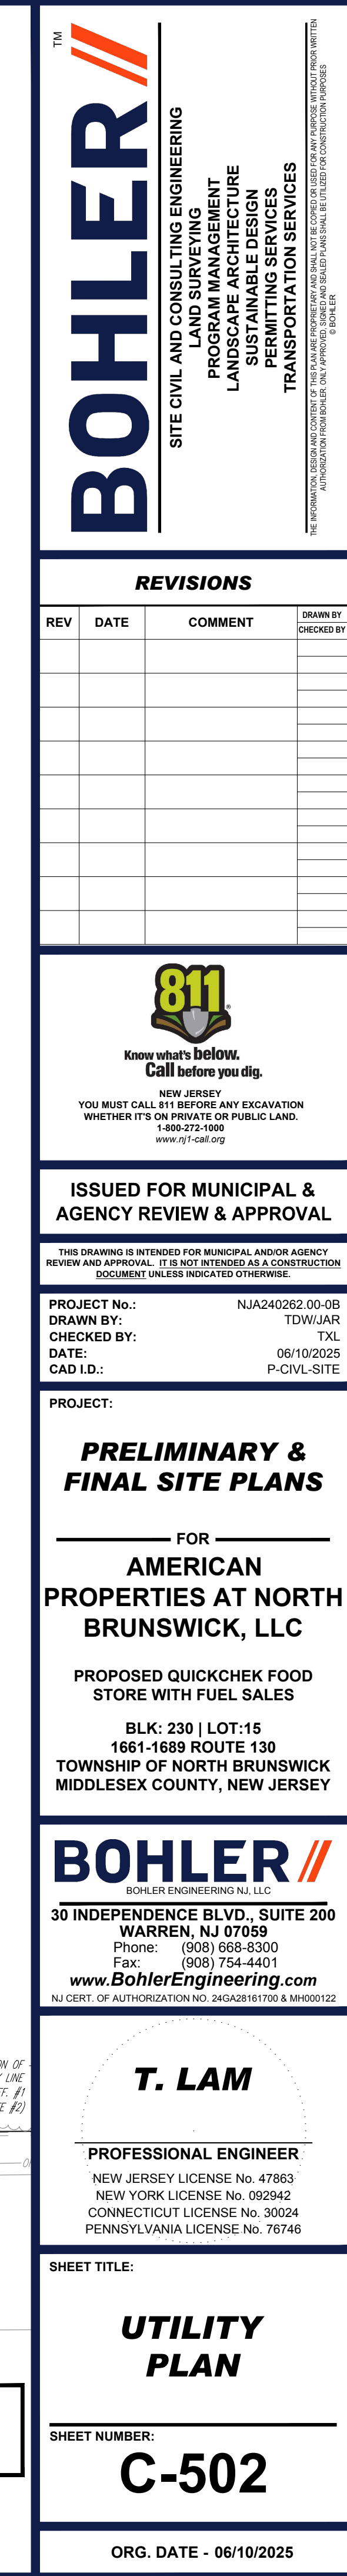 BOHLER //
TM
SITE CIVIL AND CONSULTING ENGINEERING
LAND SURVEYING
PROGRAM MANAGEMENT
LANDSCAPE ARCHITECTURE
SUSTAINABLE DESIGN
PERMITTING SERVICES
TRANSPORTATION SERVICES
THE INFORMATION, DESIGN AND CONTENT OF THIS PLAN ARE PROPRIETARY AND SHALL NOT BE COPIED OR USED FOR ANY PURPOSE WITHOUT PRIOR WRITTEN
AUTHORIZATION FROM BOHLER. ONLY APPROVED, SIGNED AND SEALED PLANS SHALL BE UTILIZED FOR CONSTRUCTION PURPOSES
© BOHLER
REVISIONS
REV DATE COMMENT DRAWN BY
CHECKED BY
811®
Know what's below.
Call before you dig.
NEW JERSEY
YOU MUST CALL 811 BEFORE ANY EXCAVATION
WHETHER IT'S ON PRIVATE OR PUBLIC LAND.
1-800-272-1000
www.nj1-call.org
ISSUED FOR MUNICIPAL &
AGENCY REVIEW & APPROVAL
THIS DRAWING IS INTENDED FOR MUNICIPAL AND/OR AGENCY
REVIEW AND APPROVAL. IT IS NOT INTENDED AS A CONSTRUCTION
DOCUMENT UNLESS INDICATED OTHERWISE.
PROJECT No.: NJA240262.00-0B
DRAWN BY: TDW/JAR
CHECKED BY: TXL
DATE: 06/10/2025
CAD I.D.: P-CIVL-SITE
PROJECT:
PRELIMINARY &
FINAL SITE PLANS
FOR
AMERICAN
PROPERTIES AT NORTH
BRUNSWICK, LLC
PROPOSED QUICKCHEK FOOD
STORE WITH FUEL SALES
BLK: 230 | LOT:15
1661-1689 ROUTE 130
TOWNSHIP OF NORTH BRUNSWICK
MIDDLESEX COUNTY, NEW JERSEY
BOHLER //
BOHLER ENGINEERING NJ, LLC
30 INDEPENDENCE BLVD., SUITE 200
WARREN, NJ 07059
Phone: (908) 668-8300
Fax: (908) 754-4401
www.BohlerEngineering.com
NJ CERT. OF AUTHORIZATION NO. 24GA28161700 & MH000122
T. LAM
PROFESSIONAL ENGINEER
NEW JERSEY LICENSE No. 47863
NEW YORK LICENSE No. 092942
CONNECTICUT LICENSE No. 30024
PENNSYLVANIA LICENSE No. 76746
SHEET TITLE:
UTILITY
PLAN
SHEET NUMBER:
C-502
ORG. DATE - 06/10/2025
OF
LINE
#1
#2)